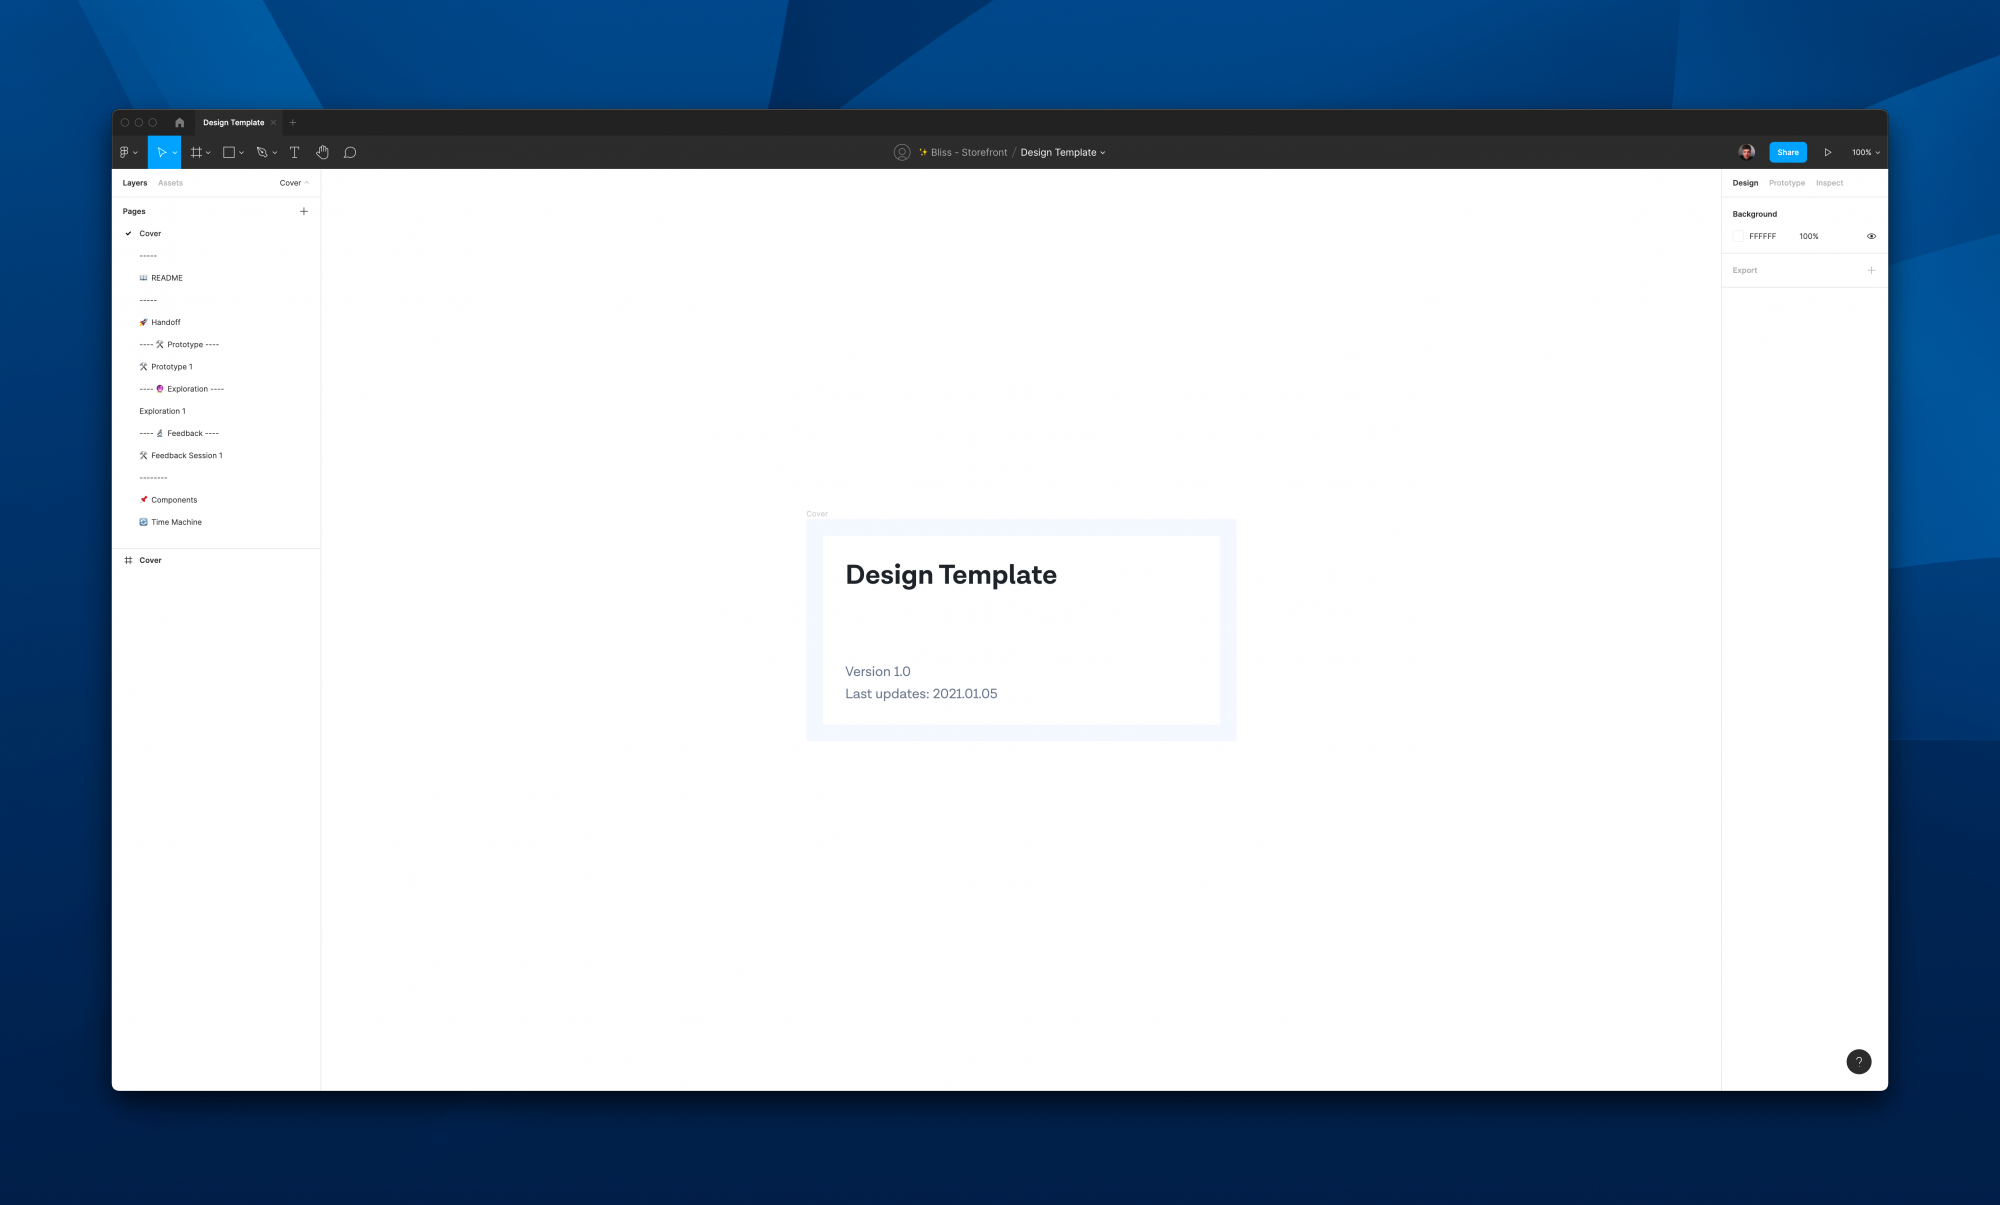 Design Template
✨ Bliss - Storefront / Design Template
Share
100%
Layers Assets Cover
Pages
Cover
-----
📖 README
-----
🚀 Handoff
---- 🛠 Prototype ----
🛠 Prototype 1
---- 🔮 Exploration ----
Exploration 1
---- 🔬 Feedback ----
🛠 Feedback Session 1
--------
📌 Components
🔄 Time Machine
Cover
Cover
Design Template
Version 1.0
Last updates: 2021.01.05
Design Prototype Inspect
Background
FFFFFF 100%
Export
?